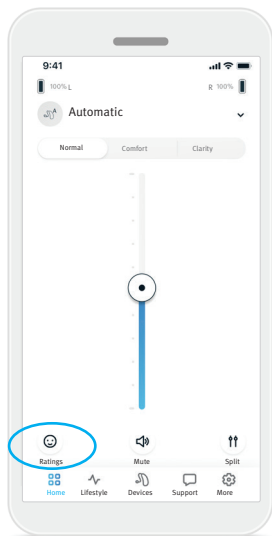 9:41
100% L
R 100%
A
Automatic
Normal Comfort Clarity
Ratings Mute Split
Home Lifestyle Devices Support More